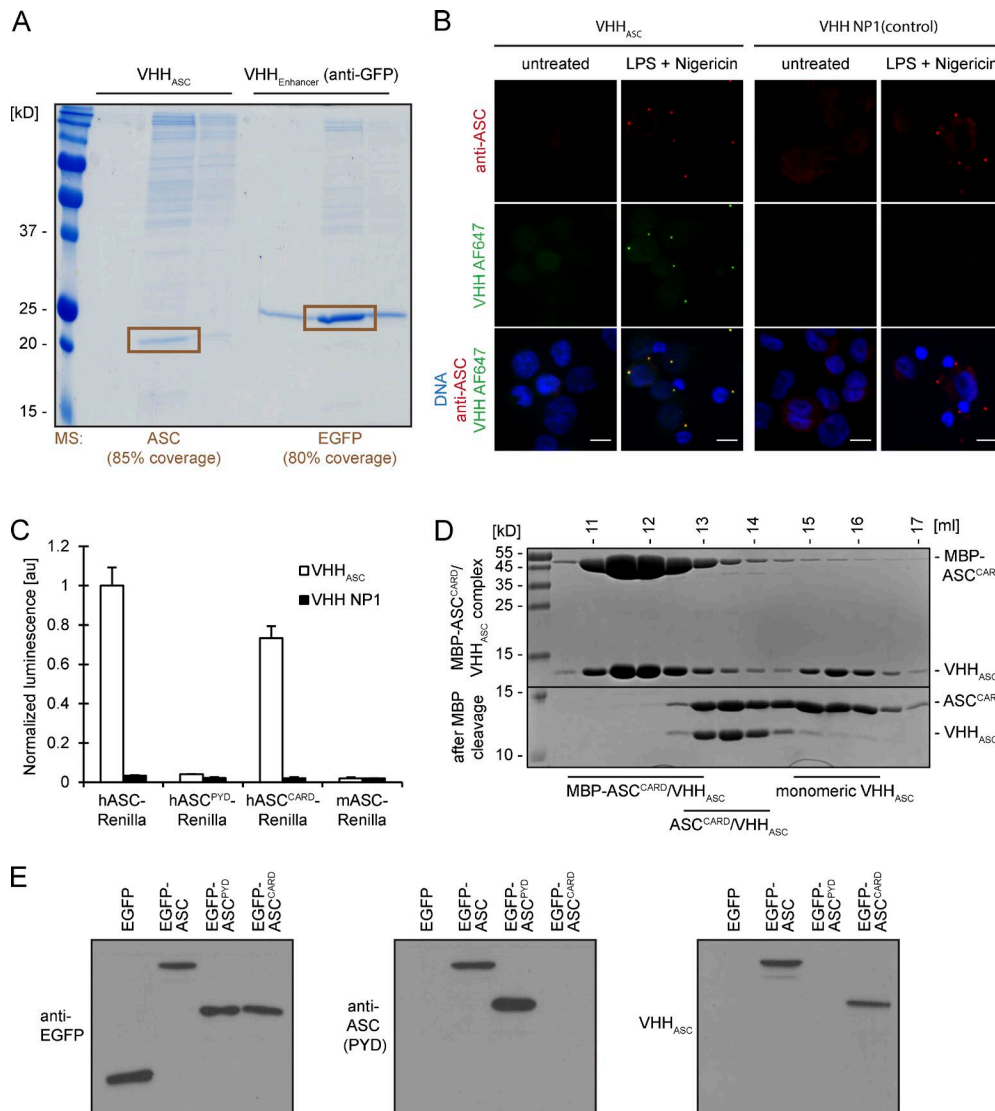 A
VHHASC VHHEnhancer (anti-GFP)
[kD]
37 -
25 -
20 -
15 -
MS: ASC EGFP
(85% coverage) (80% coverage)
B
VHHASC VHH NP1(control)
untreated LPS + Nigericin untreated LPS + Nigericin
anti-ASC
VHH AF647
DNA
anti-ASC
VHH AF647
C
Normalized luminescence [au]
1.2
1
0.8
0.6
0.4
0.2
0
VHHASC
VHH NP1
hASC- hASCPYD- hASCCARD- mASC-
Renilla Renilla Renilla Renilla
D
[kD] 11 12 13 14 15 16 17 [ml]
MBP-ASCCARD/
VHHASC complex
55 -
45 -
35 -
25 -
15 -
- MBP-
ASCCARD
- VHHASC
after MBP
cleavage
15 -
10 -
- ASCCARD
- VHHASC
MBP-ASCCARD/VHHASC monomeric VHHASC
ASCCARD/VHHASC
E
EGFP
EGFP-
ASC
EGFP-
ASCPYD
EGFP-
ASCCARD
anti-
EGFP
EGFP
EGFP-
ASC
EGFP-
ASCPYD
EGFP-
ASCCARD
anti-
ASC
(PYD)
EGFP
EGFP-
ASC
EGFP-
ASCPYD
EGFP-
ASCCARD
VHHASC